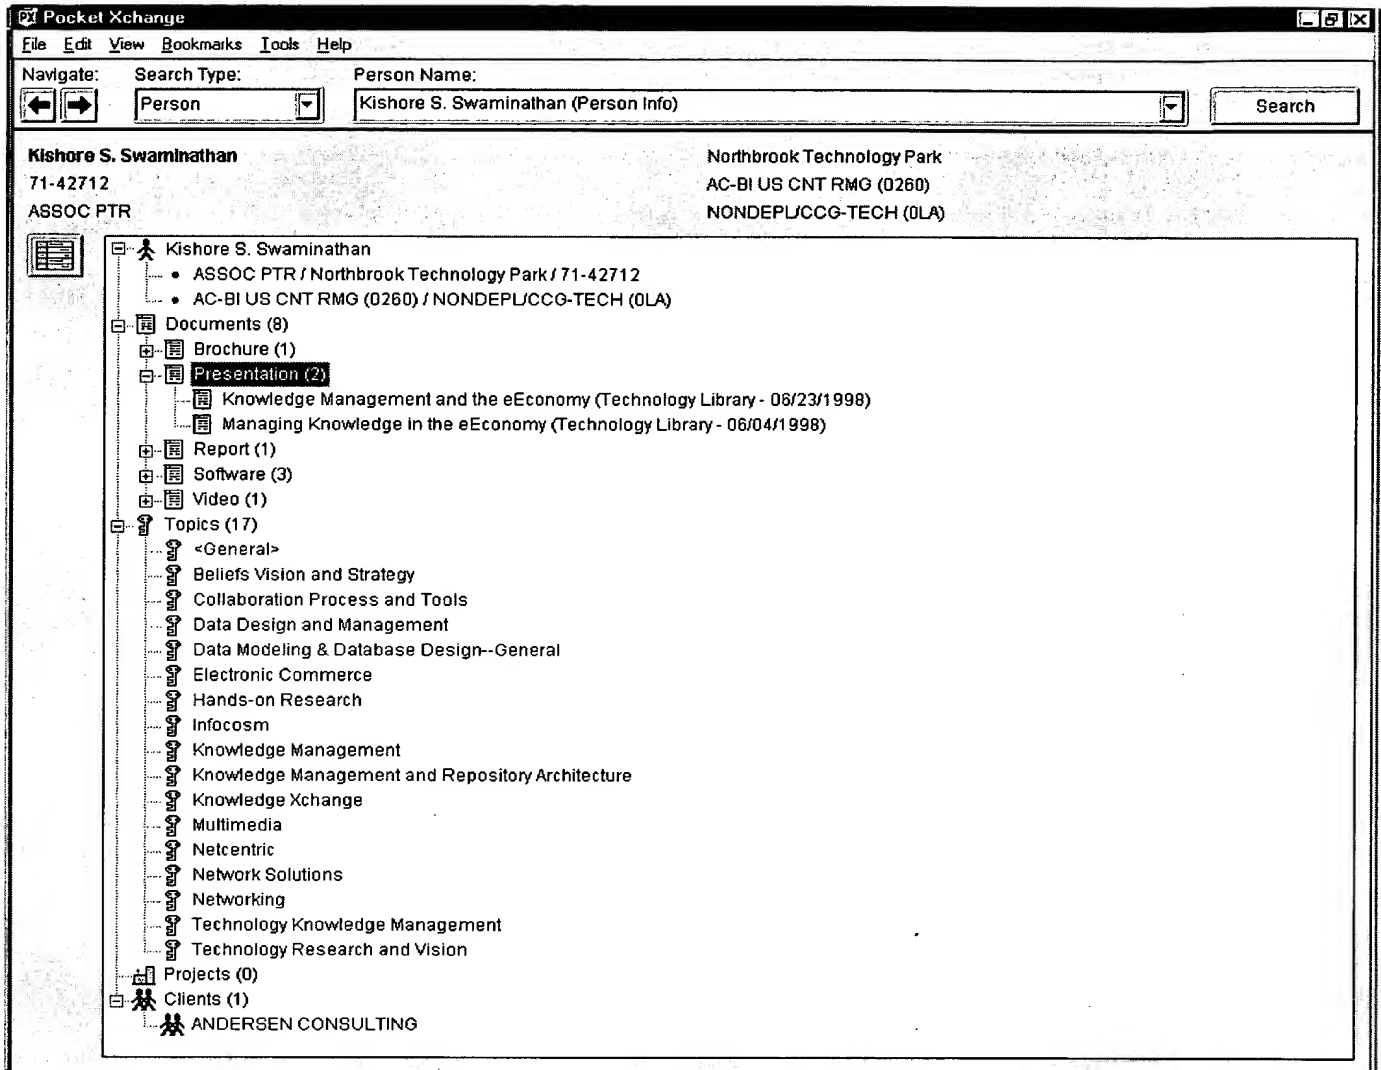 Pocket Xchange
File Edit View Bookmarks Tools Help
Navigate: Search Type: Person Name:
Person Kishore S. Swaminathan (Person Info) Search
Kishore S. Swaminathan Northbrook Technology Park
71-42712 AC-BI US CNT RMG (0260)
ASSOC PTR NONDEPL/CCG-TECH (0LA)
Kishore S. Swaminathan
• ASSOC PTR / Northbrook Technology Park / 71-42712
• AC-BI US CNT RMG (0260) / NONDEPL/CCG-TECH (0LA)
Documents (8)
Brochure (1)
Presentation (2)
Knowledge Management and the eEconomy (Technology Library - 06/23/1998)
Managing Knowledge in the eEconomy (Technology Library - 06/04/1998)
Report (1)
Software (3)
Video (1)
Topics (17)
<General>
Beliefs Vision and Strategy
Collaboration Process and Tools
Data Design and Management
Data Modeling & Database Design--General
Electronic Commerce
Hands-on Research
Infocosm
Knowledge Management
Knowledge Management and Repository Architecture
Knowledge Xchange
Multimedia
Netcentric
Network Solutions
Networking
Technology Knowledge Management
Technology Research and Vision
Projects (0)
Clients (1)
ANDERSEN CONSULTING